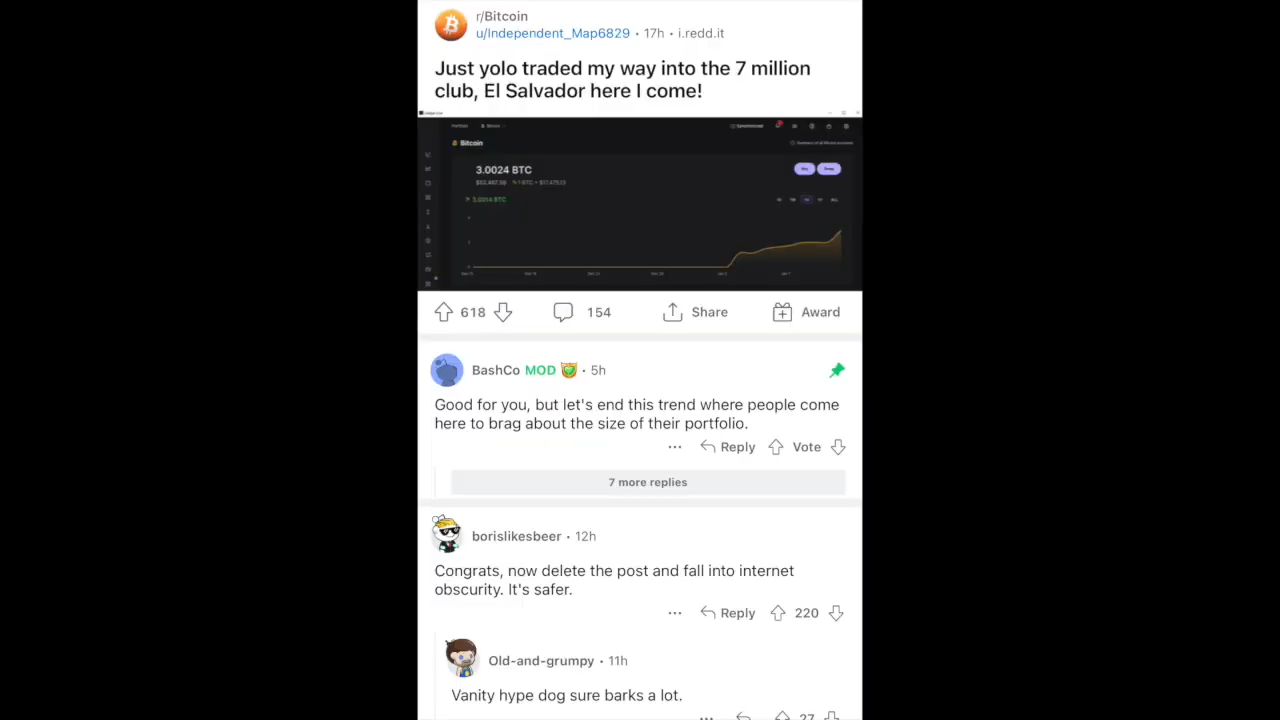 r/Bitcoin
u/Independent_Map6829 • 17h • i.redd.it
Just yolo traded my way into the 7 million
club, El Salvador here I come!
Portfolio
Bitcoin
Bitcoin
3.0024 BTC
3.0014 BTC
618
154
Share
Award
BashCo MOD • 5h
Good for you, but let's end this trend where people come
here to brag about the size of their portfolio.
Reply
Vote
7 more replies
borislikesbeer • 12h
Congrats, now delete the post and fall into internet
obscurity. It's safer.
Reply
220
Old-and-grumpy • 11h
Vanity hype dog sure barks a lot.
27